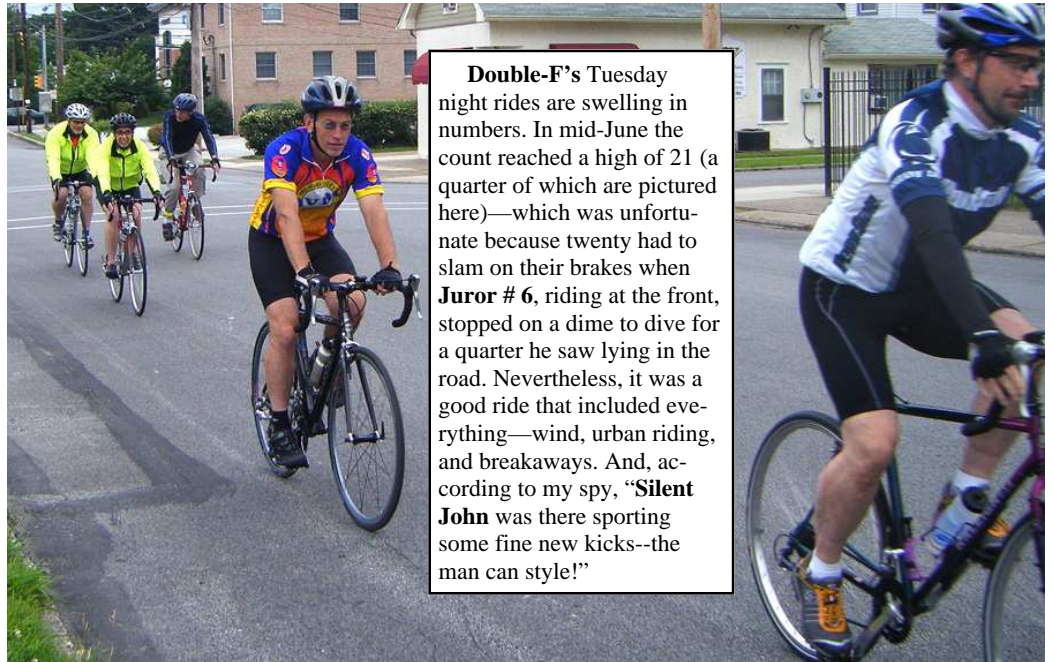 Double-F's Tuesday
night rides are swelling in
numbers. In mid-June the
count reached a high of 21 (a
quarter of which are pictured
here)—which was unfortu-
nate because twenty had to
slam on their brakes when
Juror # 6, riding at the front,
stopped on a dime to dive for
a quarter he saw lying in the
road. Nevertheless, it was a
good ride that included eve-
rything—wind, urban riding,
and breakaways. And, ac-
cording to my spy, “Silent
John was there sporting
some fine new kicks--the
man can style!”